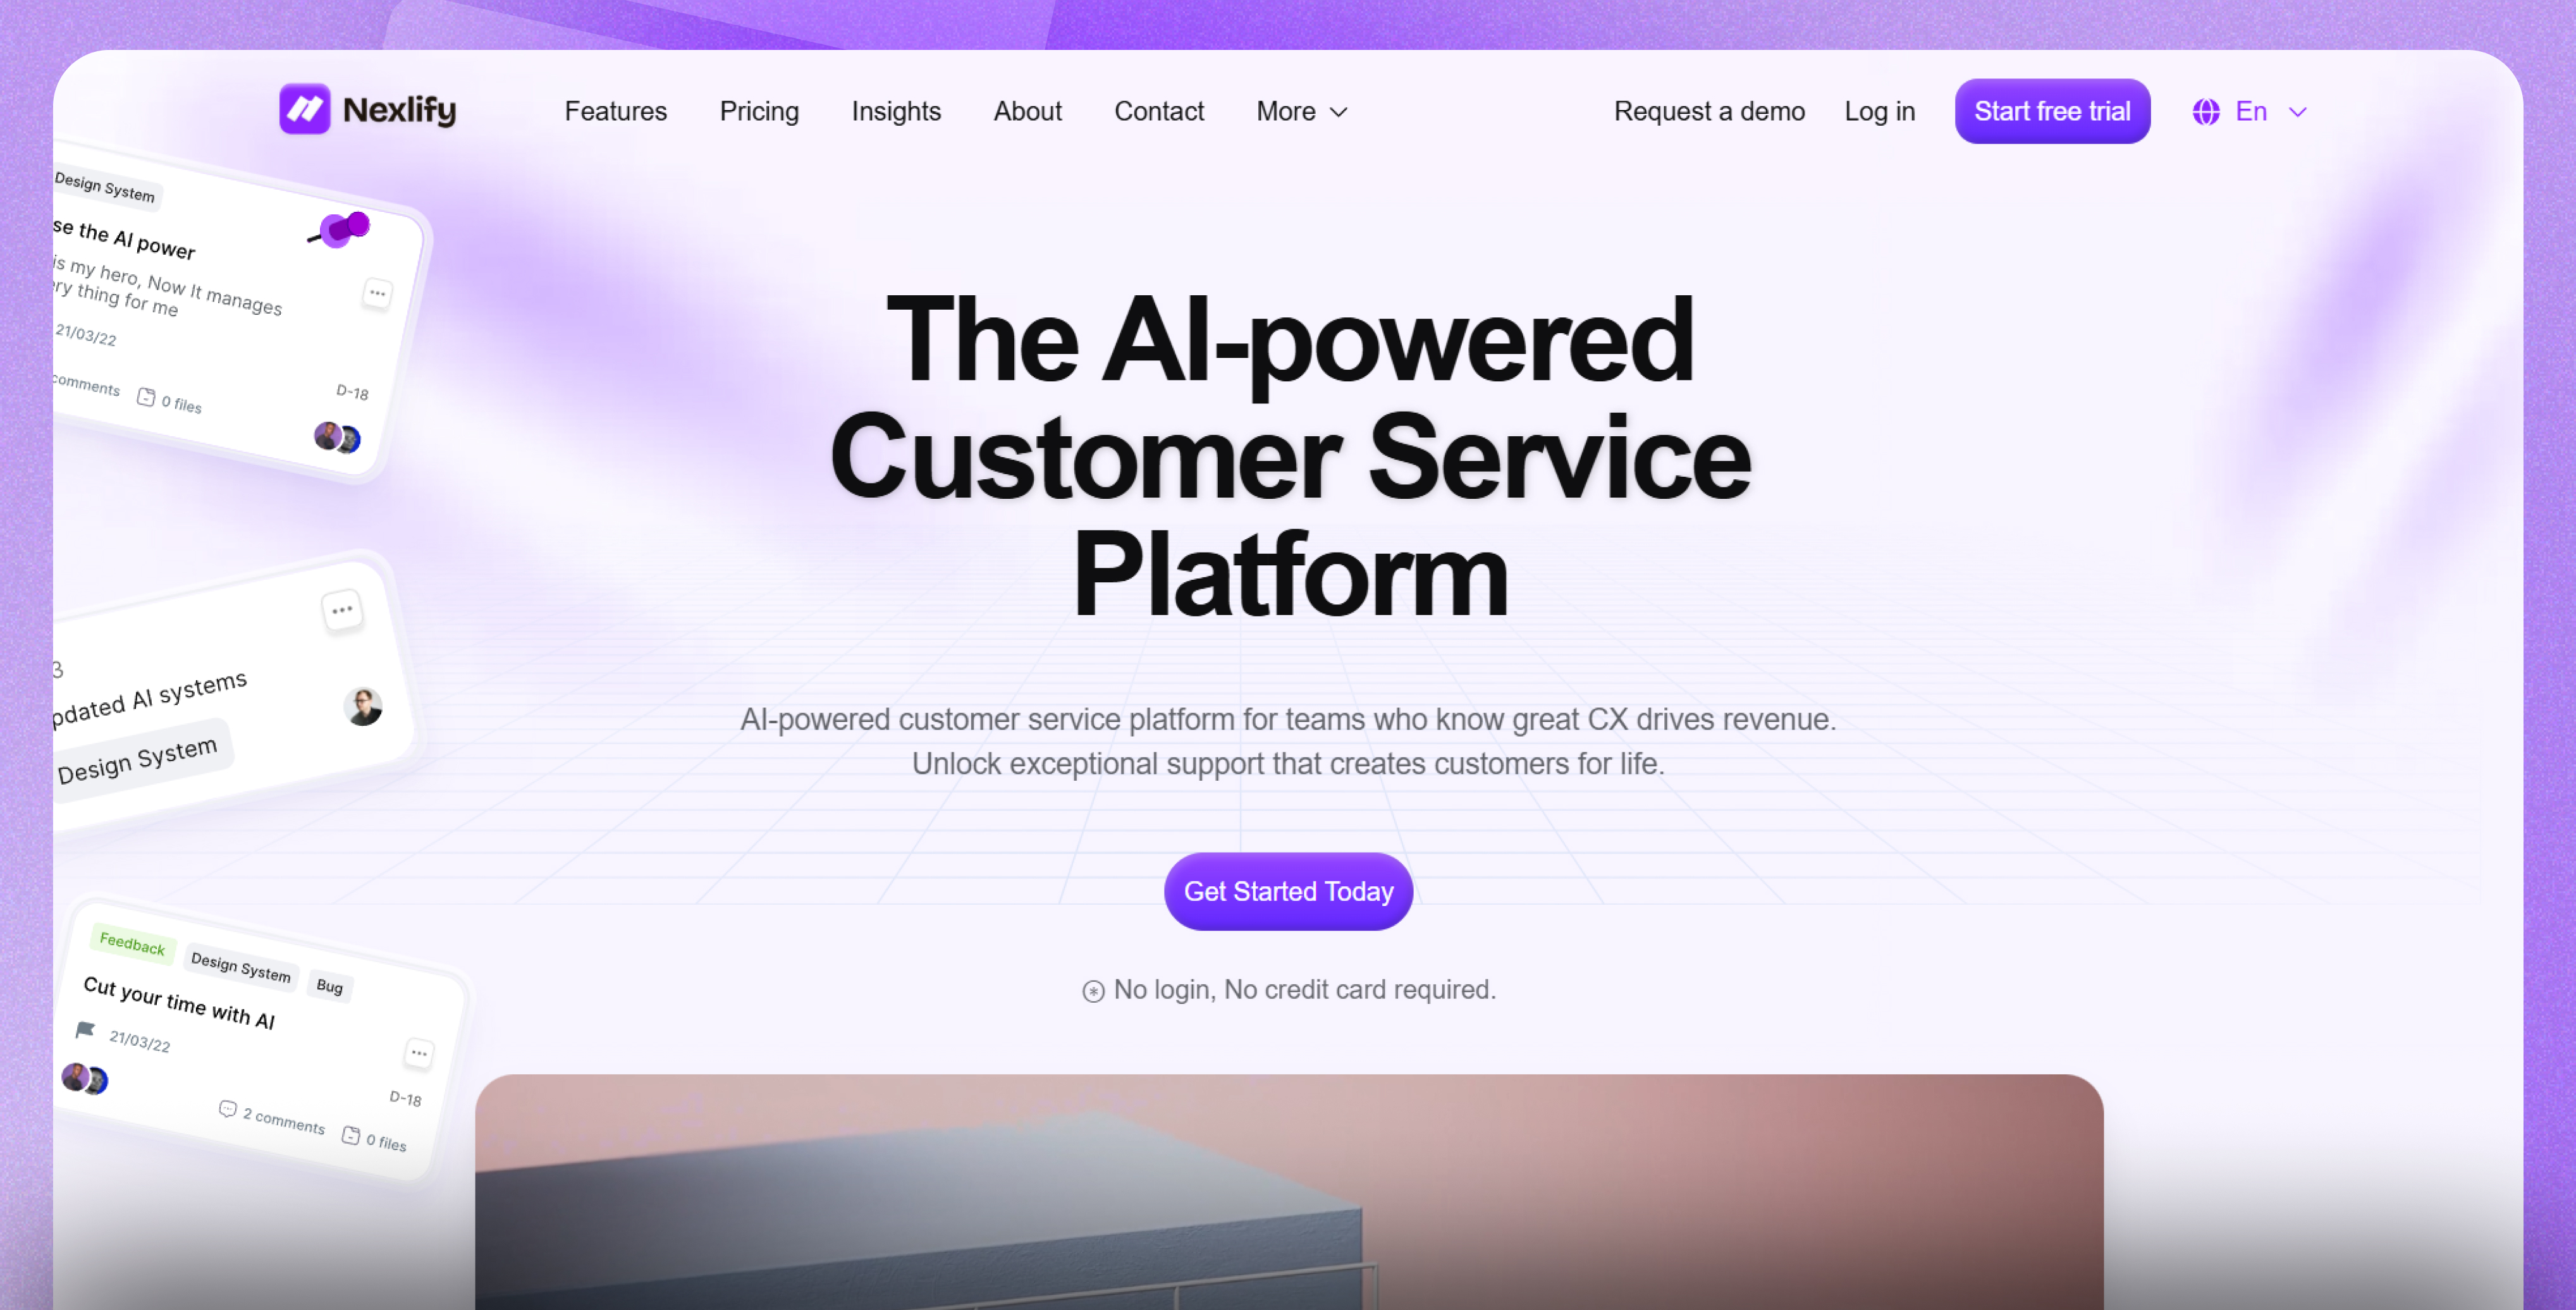 Nexlify
Features
Pricing
Insights
About
Contact
More
Request a demo
Log in
Start free trial
En
Design System
se the AI power
is my hero, Now It manages
ry thing for me
21/03/22
comments
0 files
D-18
The AI-powered
Customer Service
Platform
3
pdated AI systems
Design System
AI-powered customer service platform for teams who know great CX drives revenue.
Unlock exceptional support that creates customers for life.
Get Started Today
No login, No credit card required.
Feedback
Design System
Bug
Cut your time with AI
21/03/22
D-18
2 comments
0 files